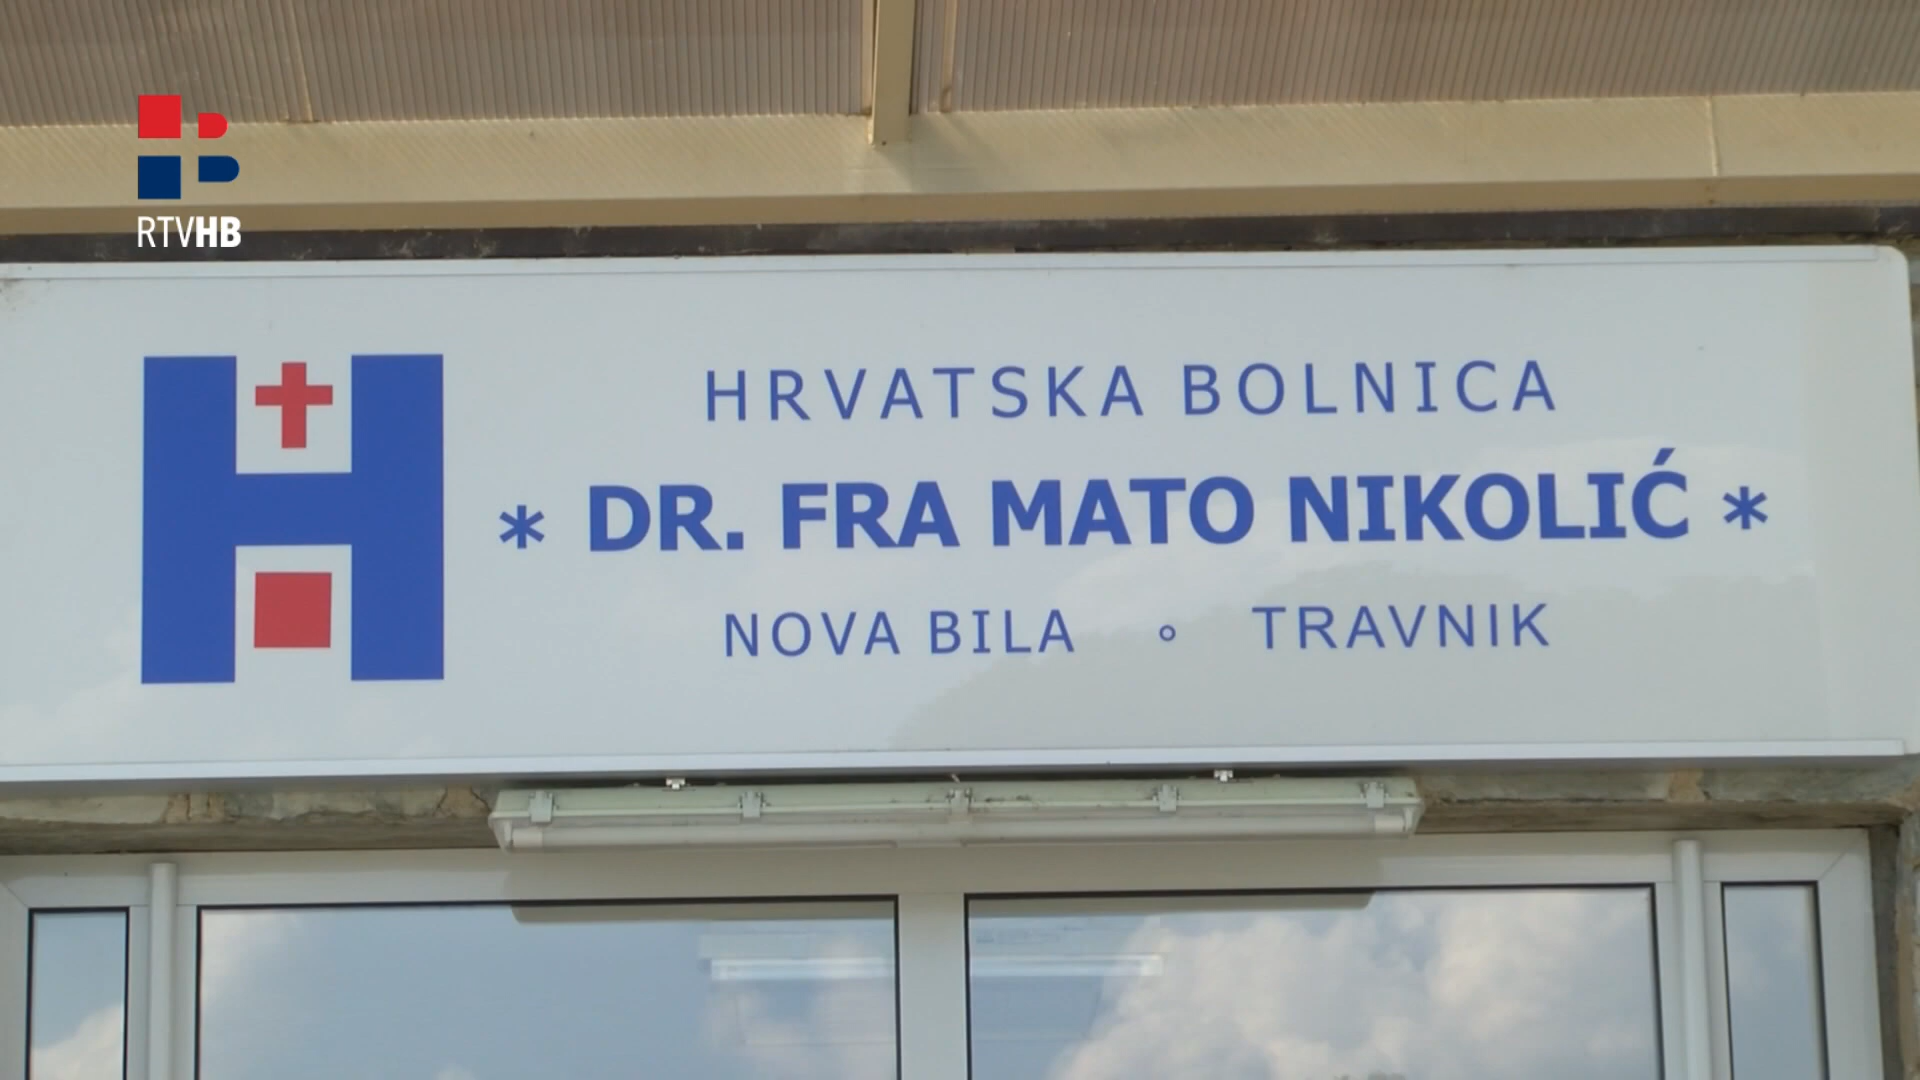 RTVHB
HRVATSKA BOLNICA
* DR. FRA MATO NIKOLIĆ *
NOVA BILA ∘ TRAVNIK